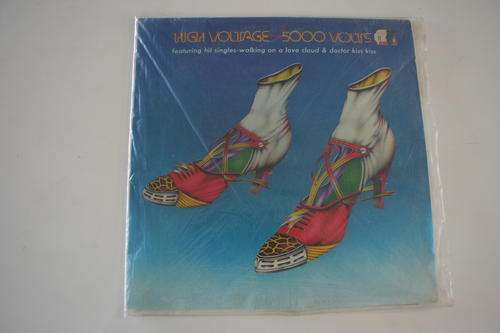 HIGH VOLTAGE 5000 VOLTS
featuring hit singles-walking on a love cloud & doctor kiss kiss